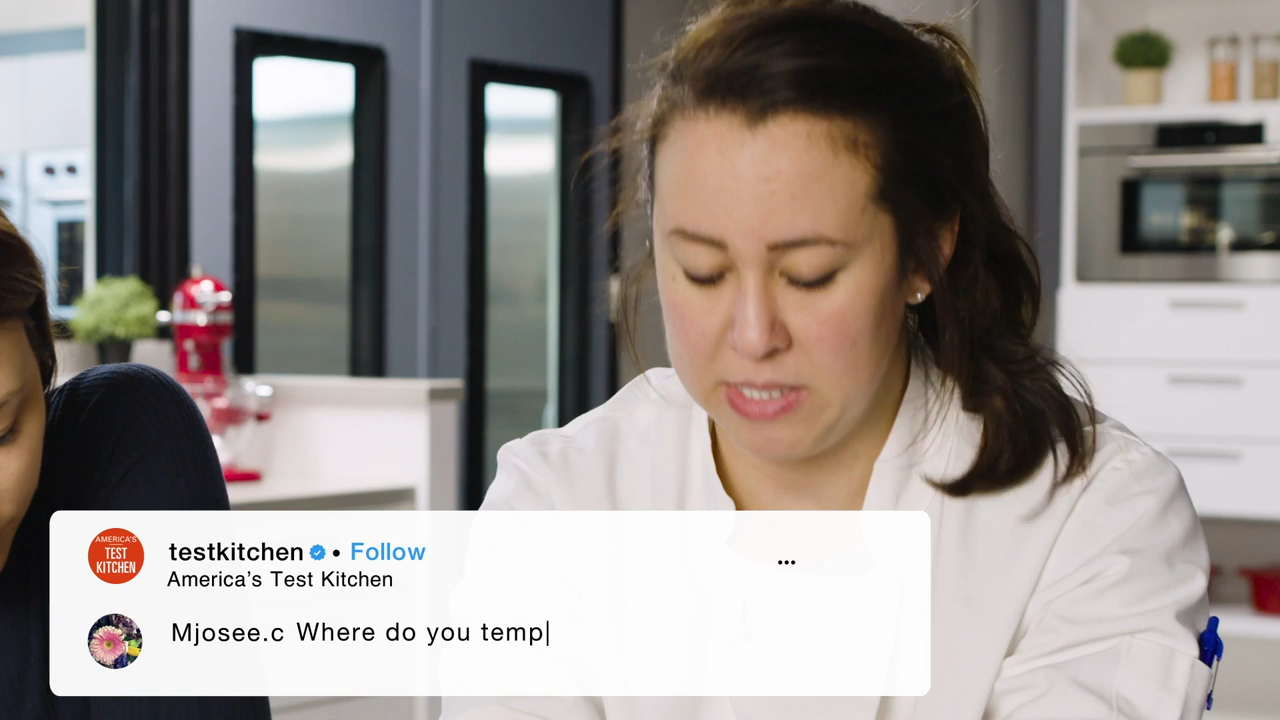 AMERICA'S
TEST
KITCHEN
testkitchen • Follow
America's Test Kitchen
...
Mjosee.c Where do you temp|